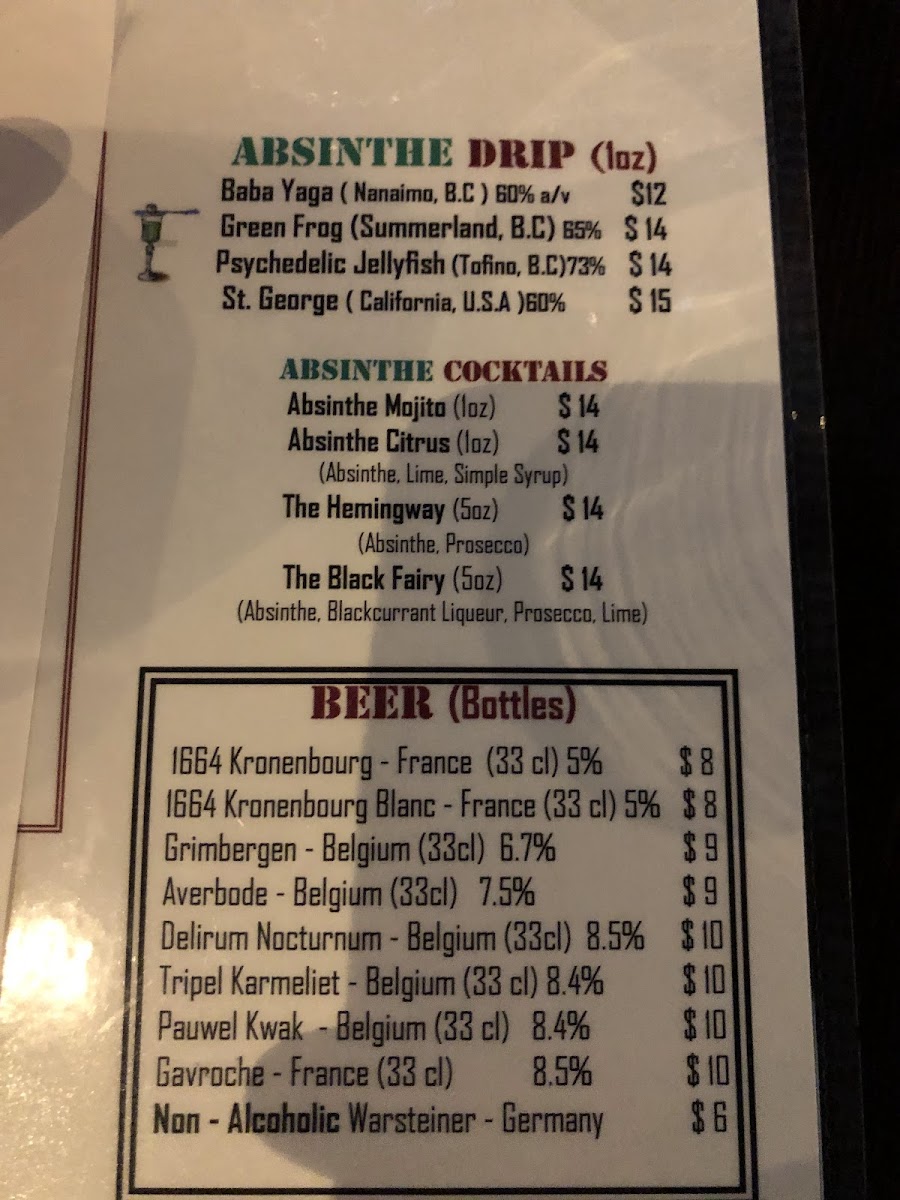 ABSINTHE DRIP (1oz)
Baba Yaga ( Nanaimo, B.C ) 60% a/v $12
Green Frog (Summerland, B.C) 65% $ 14
Psychedelic Jellyfish (Tofino, B.C)73% $ 14
St. George ( California, U.S.A )60% $ 15
ABSINTHE COCKTAILS
Absinthe Mojito (1oz) $ 14
Absinthe Citrus (1oz) $ 14
(Absinthe, Lime, Simple Syrup)
The Hemingway (5oz) $ 14
(Absinthe, Prosecco)
The Black Fairy (5oz) $ 14
(Absinthe, Blackcurrant Liqueur, Prosecco, Lime)
BEER (Bottles)
1664 Kronenbourg - France (33 cl) 5% $ 8
1664 Kronenbourg Blanc - France (33 cl) 5% $ 8
Grimbergen - Belgium (33cl) 6.7% $ 9
Averbode - Belgium (33cl) 7.5% $ 9
Delirum Nocturnum - Belgium (33cl) 8.5% $ 10
Tripel Karmeliet - Belgium (33 cl) 8.4% $ 10
Pauwel Kwak - Belgium (33 cl) 8.4% $ 10
Gavroche - France (33 cl) 8.5% $ 10
Non - Alcoholic Warsteiner - Germany $ 6